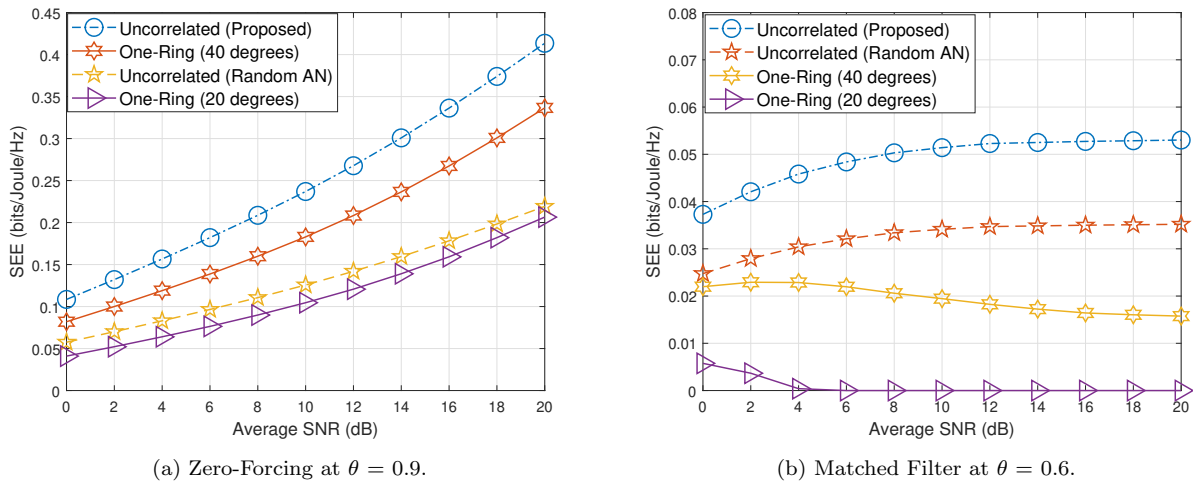 Uncorrelated (Proposed)
One-Ring (40 degrees)
Uncorrelated (Random AN)
One-Ring (20 degrees)
SEE (bits/Joule/Hz)
0.45
0.4
0.35
0.3
0.25
0.2
0.15
0.1
0.05
0
0 2 4 6 8 10 12 14 16 18 20
Average SNR (dB)
(a) Zero-Forcing at θ = 0.9.
Uncorrelated (Proposed)
Uncorrelated (Random AN)
One-Ring (40 degrees)
One-Ring (20 degrees)
SEE (bits/Joule/Hz)
0.08
0.07
0.06
0.05
0.04
0.03
0.02
0.01
0
0 2 4 6 8 10 12 14 16 18 20
Average SNR (dB)
(b) Matched Filter at θ = 0.6.